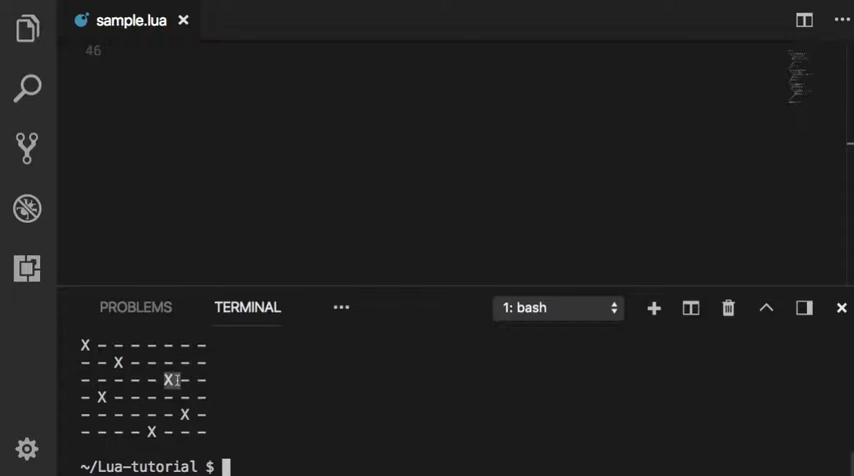 sample.lua ×
46
PROBLEMS TERMINAL ··· 1: bash
X - - - - - - -
- - X - - - - -
- - - - - X - -
- X - - - - - -
- - - - - - X -
- - - - X - - -
~/Lua-tutorial $